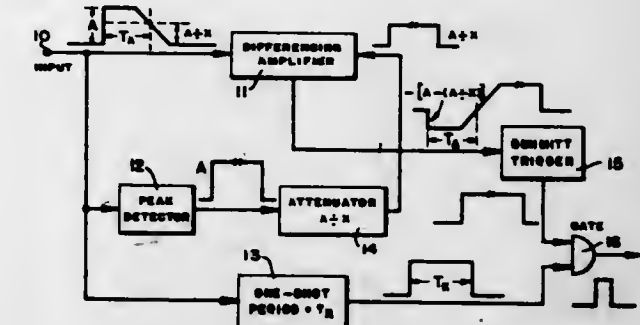 A
T_A
A÷X
10
INPUT
DIFFERENCING
AMPLIFIER
11
A÷X
-[A-(A÷X)]
T_A
SCHMITT
TRIGGER
15
12
PEAK
DETECTOR
A
ATTENUATOR
A÷X
14
GATE
16
13
ONE-SHOT
PERIOD = T_R
T_R